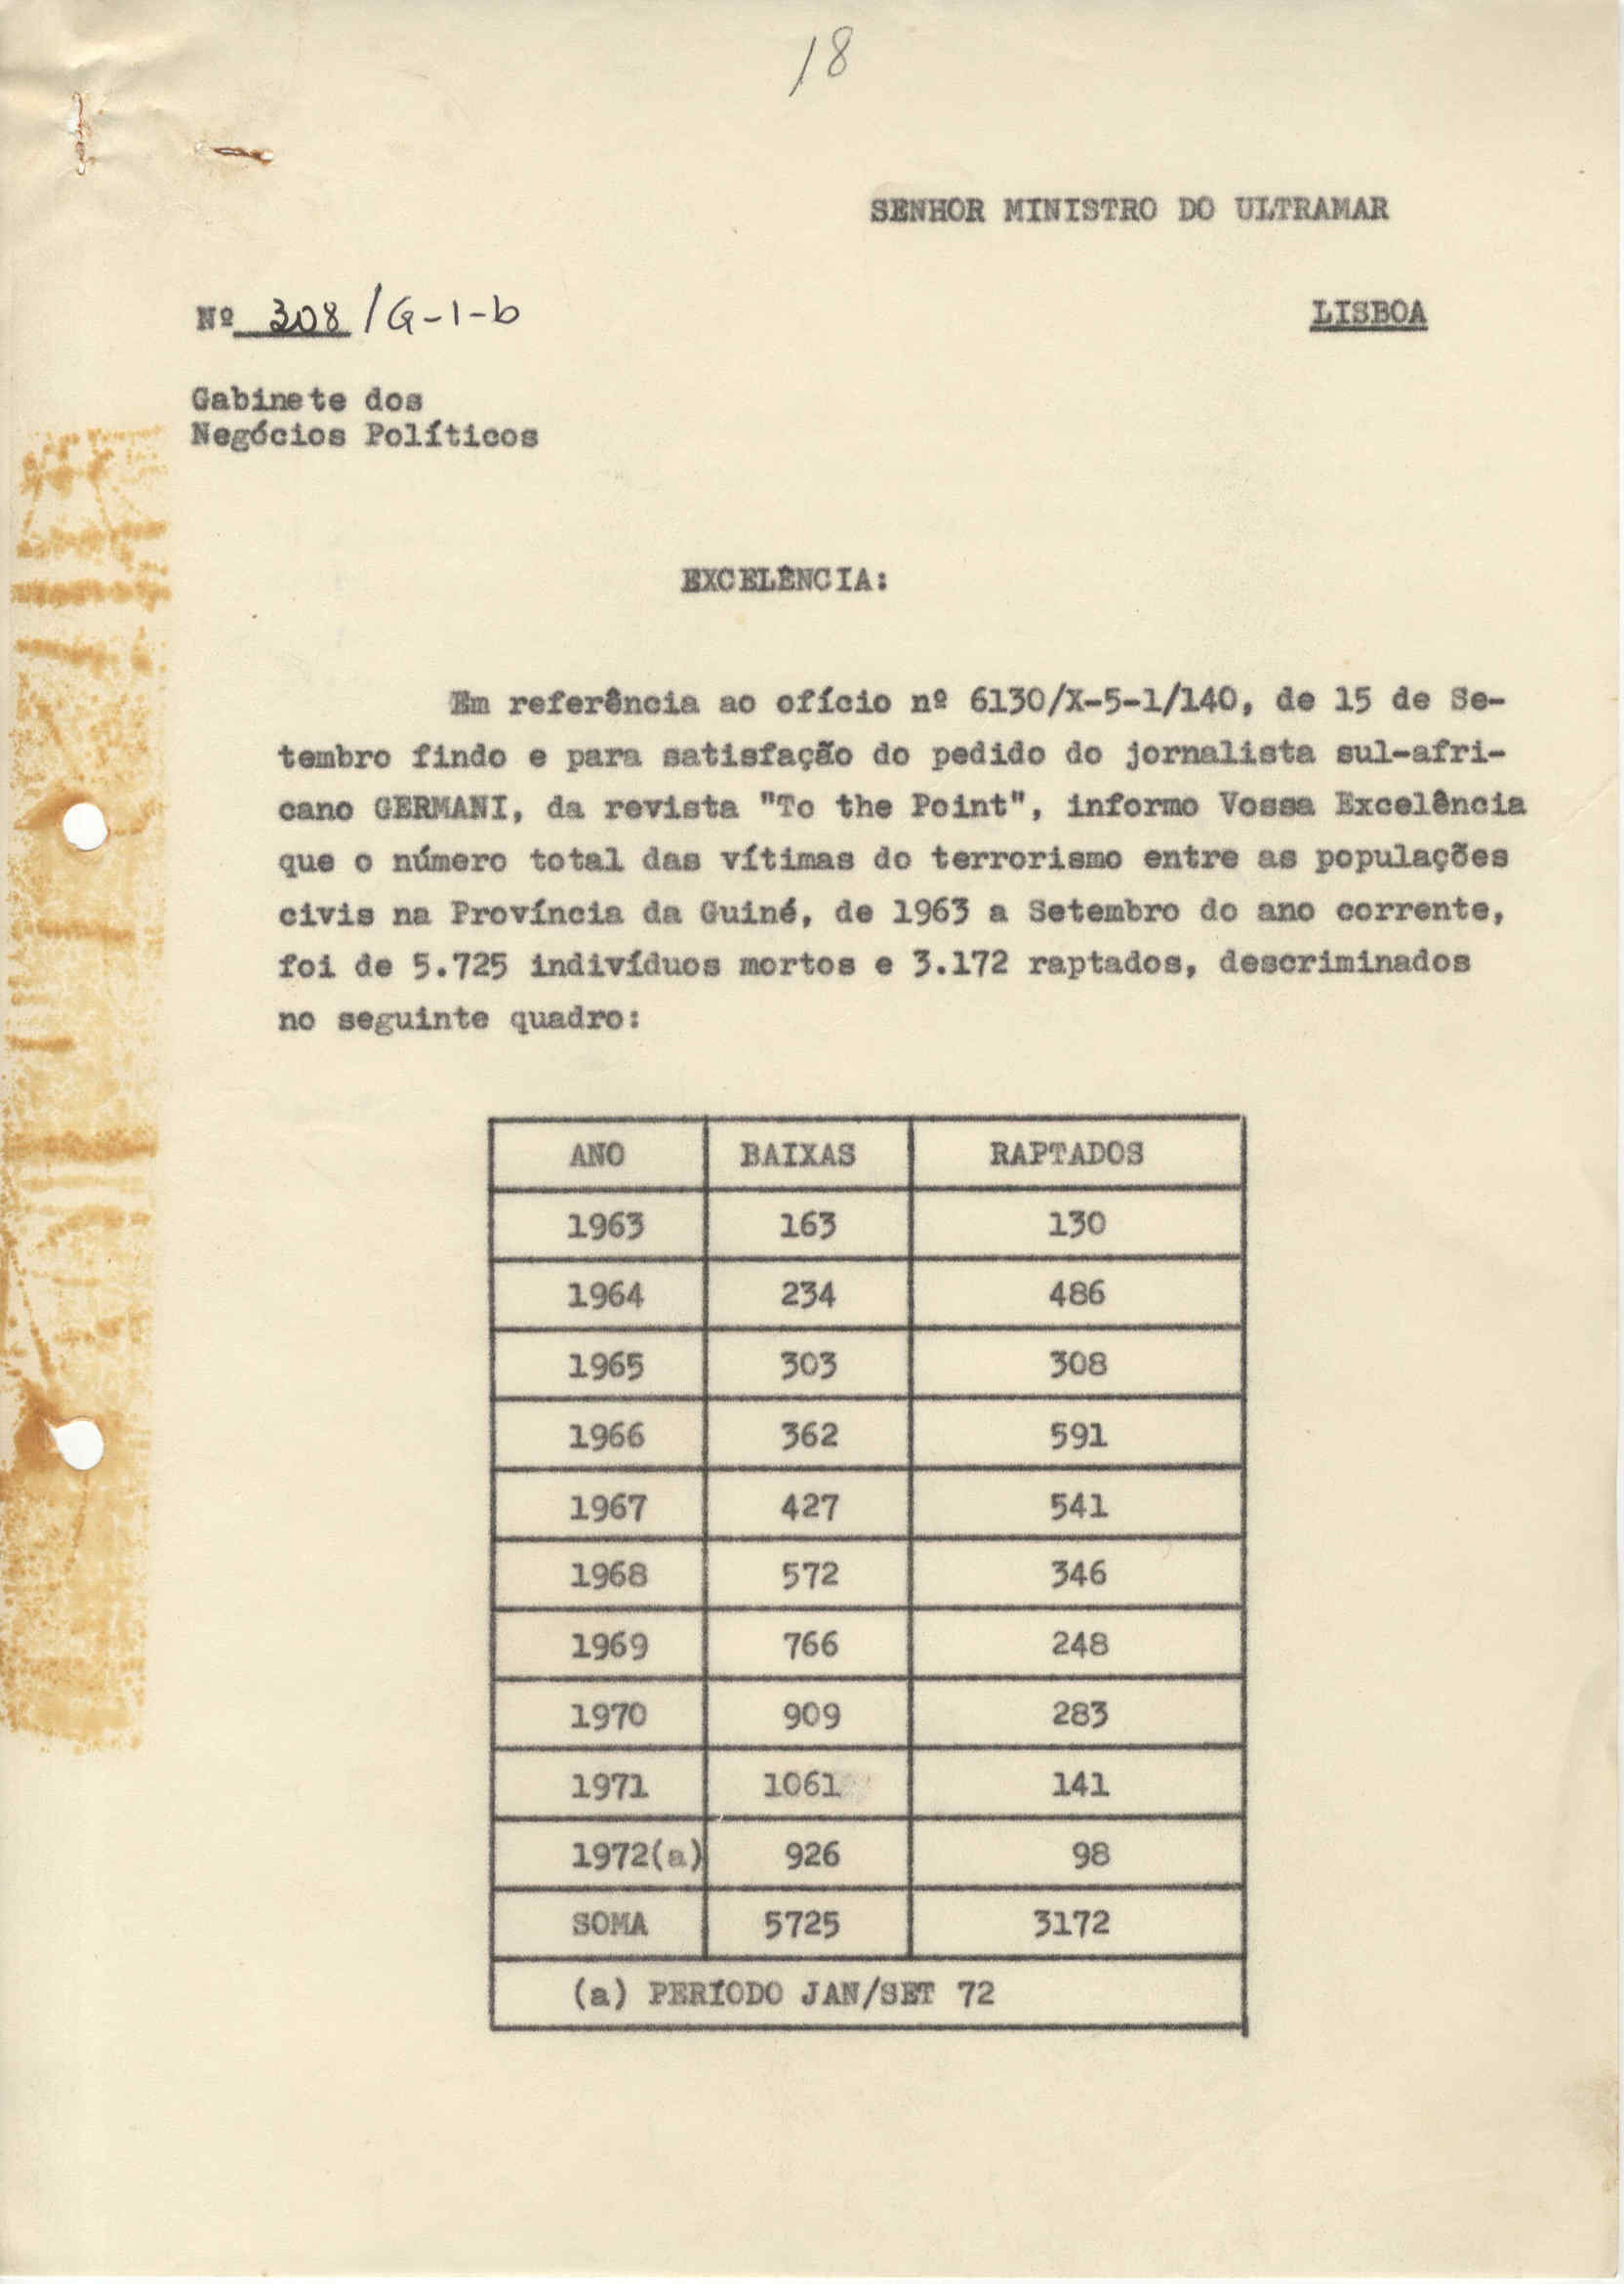 18
SENHOR MINISTRO DO ULTRAMAR
Nº 308/G-1-b
LISBOA
Gabinete dos
Negócios Políticos
EXCELÊNCIA:
Em referência ao ofício nº 6130/X-5-1/140, de 15 de Se-
tembro findo e para satisfação do pedido do jornalista sul-afri-
cano GERMANI, da revista "To the Point", informo Vossa Excelência
que o número total das vítimas do terrorismo entre as populações
civis na Província da Guiné, de 1963 a Setembro do ano corrente,
foi de 5.725 indivíduos mortos e 3.172 raptados, descriminados
no seguinte quadro:
ANO BAIXAS RAPTADOS
1963 163 130
1964 234 486
1965 303 308
1966 362 591
1967 427 541
1968 572 346
1969 766 248
1970 909 283
1971 1061 141
1972(a) 926 98
SOMA 5725 3172
(a) PERÍODO JAN/SET 72